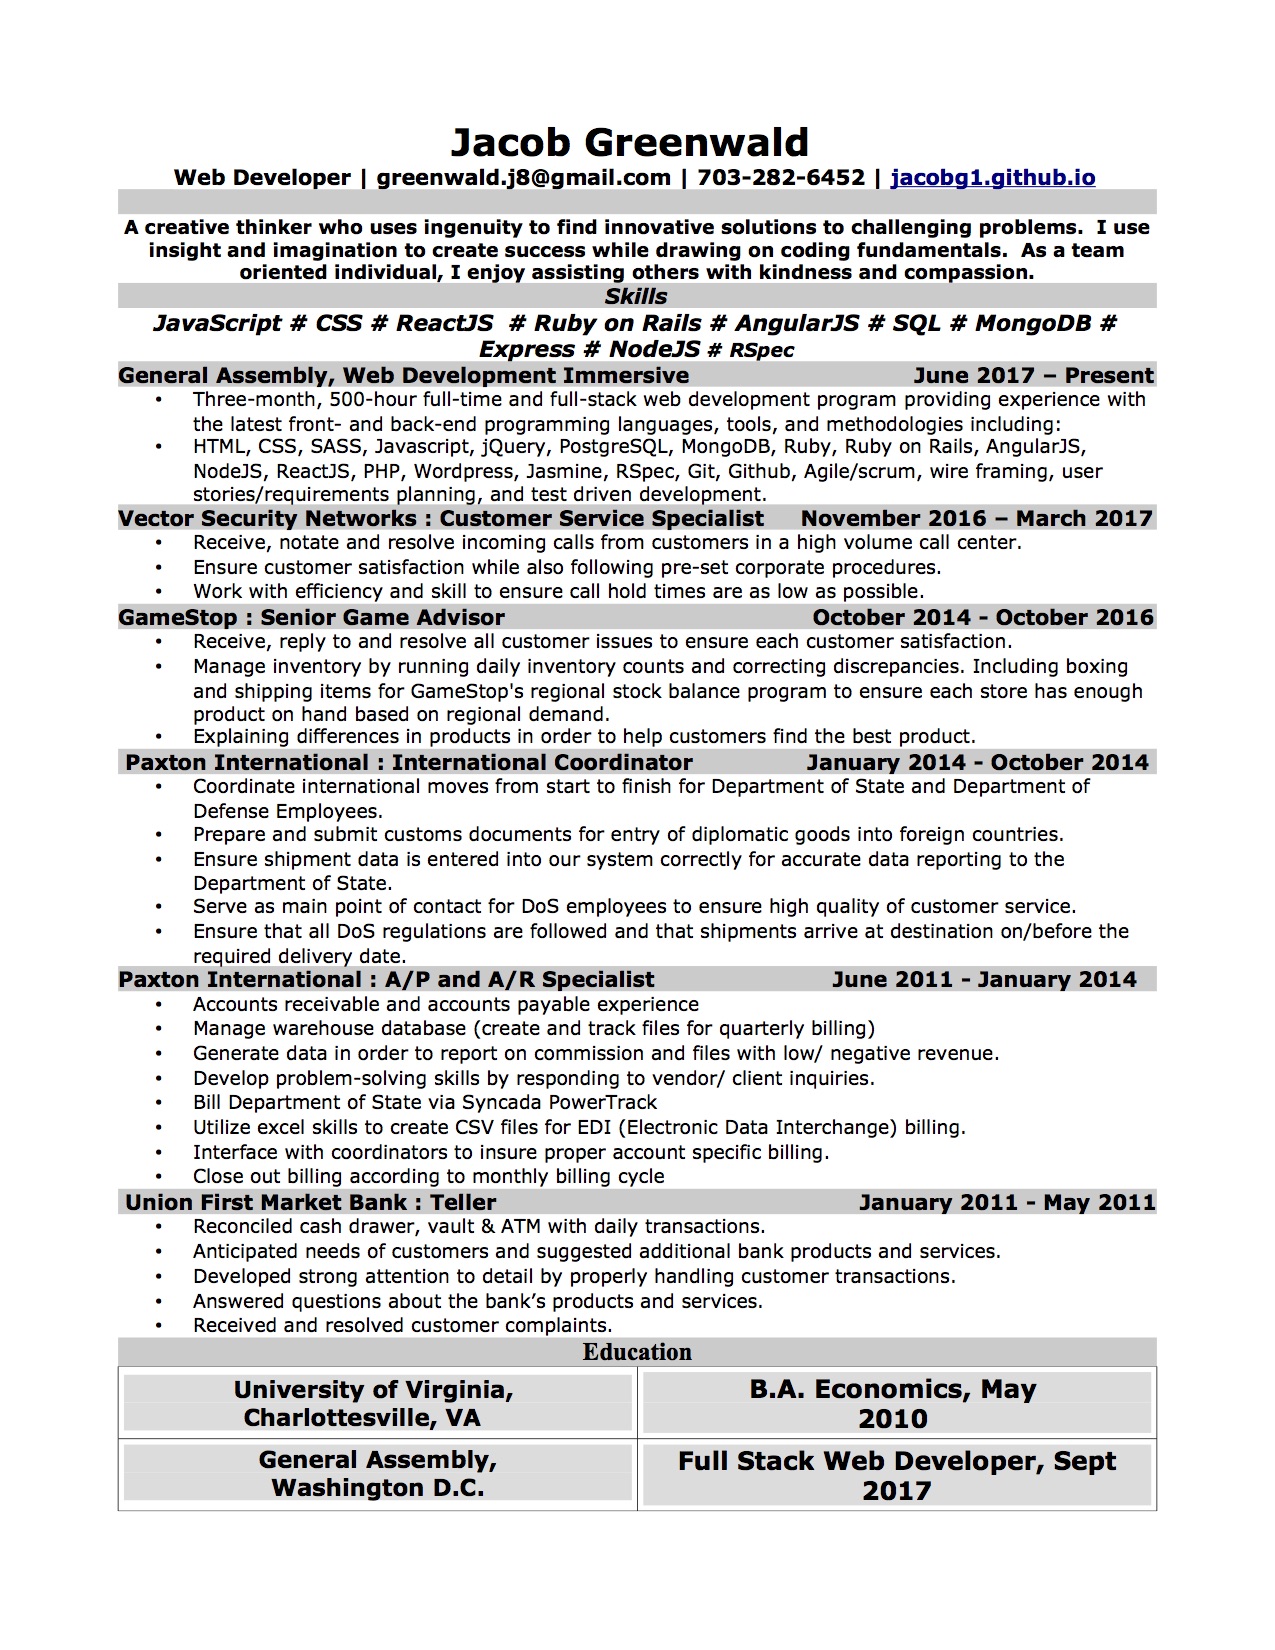 Jacob Greenwald
Web Developer | greenwald.j8@gmail.com | 703-282-6452 | jacobg1.github.io
A creative thinker who uses ingenuity to find innovative solutions to challenging problems.  I use
insight and imagination to create success while drawing on coding fundamentals.  As a team
oriented individual, I enjoy assisting others with kindness and compassion.
Skills
JavaScript # CSS # ReactJS  # Ruby on Rails # AngularJS # SQL # MongoDB #
Express # NodeJS # RSpec
General Assembly, Web Development Immersive June 2017 – Present
• Three-month, 500-hour full-time and full-stack web development program providing experience with
the latest front- and back-end programming languages, tools, and methodologies including:
• HTML, CSS, SASS, Javascript, jQuery, PostgreSQL, MongoDB, Ruby, Ruby on Rails, AngularJS,
NodeJS, ReactJS, PHP, Wordpress, Jasmine, RSpec, Git, Github, Agile/scrum, wire framing, user
stories/requirements planning, and test driven development.
Vector Security Networks : Customer Service Specialist November 2016 – March 2017
• Receive, notate and resolve incoming calls from customers in a high volume call center.
• Ensure customer satisfaction while also following pre-set corporate procedures.
• Work with efficiency and skill to ensure call hold times are as low as possible.
GameStop : Senior Game Advisor October 2014 - October 2016
• Receive, reply to and resolve all customer issues to ensure each customer satisfaction.
• Manage inventory by running daily inventory counts and correcting discrepancies. Including boxing
and shipping items for GameStop's regional stock balance program to ensure each store has enough
product on hand based on regional demand.
• Explaining differences in products in order to help customers find the best product.
Paxton International : International Coordinator January 2014 - October 2014
• Coordinate international moves from start to finish for Department of State and Department of
Defense Employees.
• Prepare and submit customs documents for entry of diplomatic goods into foreign countries.
• Ensure shipment data is entered into our system correctly for accurate data reporting to the
Department of State.
• Serve as main point of contact for DoS employees to ensure high quality of customer service.
• Ensure that all DoS regulations are followed and that shipments arrive at destination on/before the
required delivery date.
Paxton International : A/P and A/R Specialist June 2011 - January 2014
• Accounts receivable and accounts payable experience
• Manage warehouse database (create and track files for quarterly billing)
• Generate data in order to report on commission and files with low/ negative revenue.
• Develop problem-solving skills by responding to vendor/ client inquiries.
• Bill Department of State via Syncada PowerTrack
• Utilize excel skills to create CSV files for EDI (Electronic Data Interchange) billing.
• Interface with coordinators to insure proper account specific billing.
• Close out billing according to monthly billing cycle
Union First Market Bank : Teller January 2011 - May 2011
• Reconciled cash drawer, vault & ATM with daily transactions.
• Anticipated needs of customers and suggested additional bank products and services.
• Developed strong attention to detail by properly handling customer transactions.
• Answered questions about the bank’s products and services.
• Received and resolved customer complaints.
Education
University of Virginia,
Charlottesville, VA
B.A. Economics, May
2010
General Assembly,
Washington D.C.
Full Stack Web Developer, Sept
2017